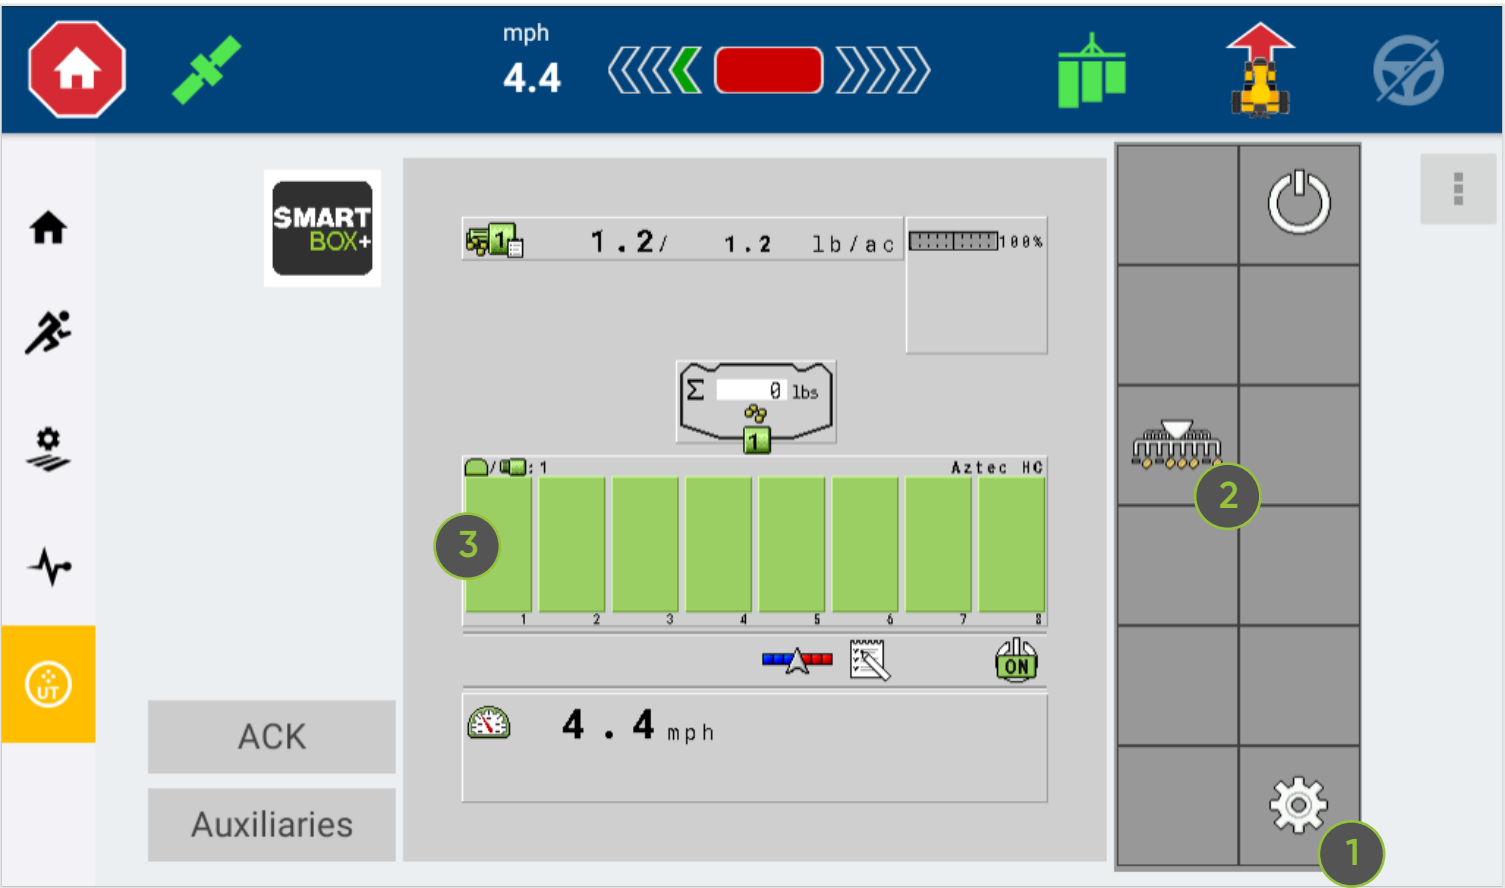 mph
4.4
SMART
BOX+
1 1.2/ 1.2 lb/ac 100%
Σ 0 lbs
1
/ : 1 Aztec HC
3
2
1 2 3 4 5 6 7 8
ON
UT
4.4 mph
ACK
Auxiliaries
1